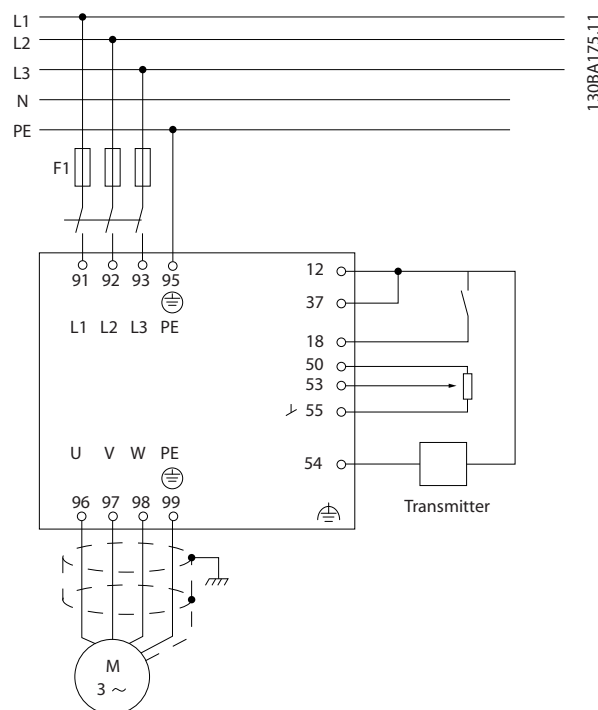 L1
L2
L3
N
PE
130BA175.11
F1
91 92 93 95
L1 L2 L3 PE
12
37
18
50
53
55
54
Transmitter
U V W PE
96 97 98 99
M
3 ~